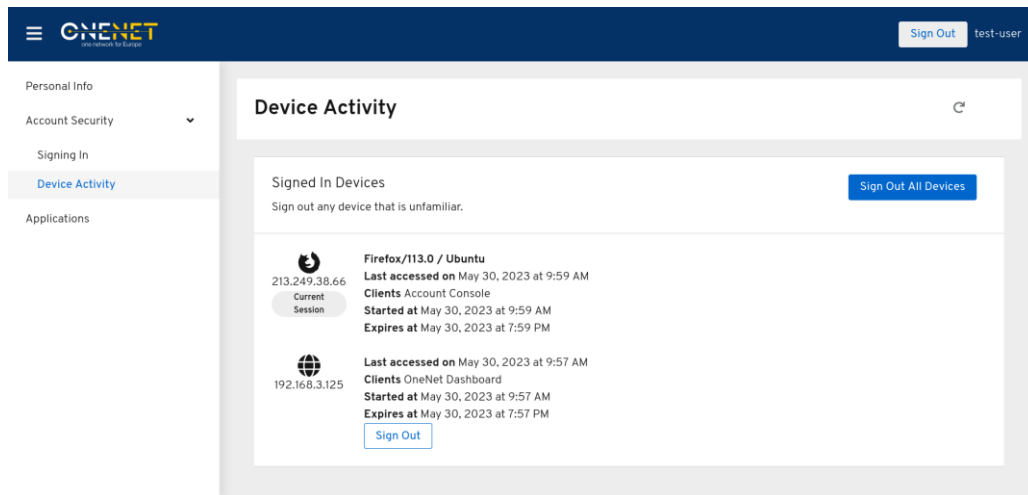 ONENET
one network for Europe
Sign Out test-user
Personal Info
Account Security
Signing In
Device Activity
Applications
Device Activity
Signed In Devices
Sign out any device that is unfamiliar.
Sign Out All Devices
213.249.38.66
Current
Session
Firefox/113.0 / Ubuntu
Last accessed on May 30, 2023 at 9:59 AM
Clients Account Console
Started at May 30, 2023 at 9:59 AM
Expires at May 30, 2023 at 7:59 PM
192.168.3.125
Last accessed on May 30, 2023 at 9:57 AM
Clients OneNet Dashboard
Started at May 30, 2023 at 9:57 AM
Expires at May 30, 2023 at 7:57 PM
Sign Out